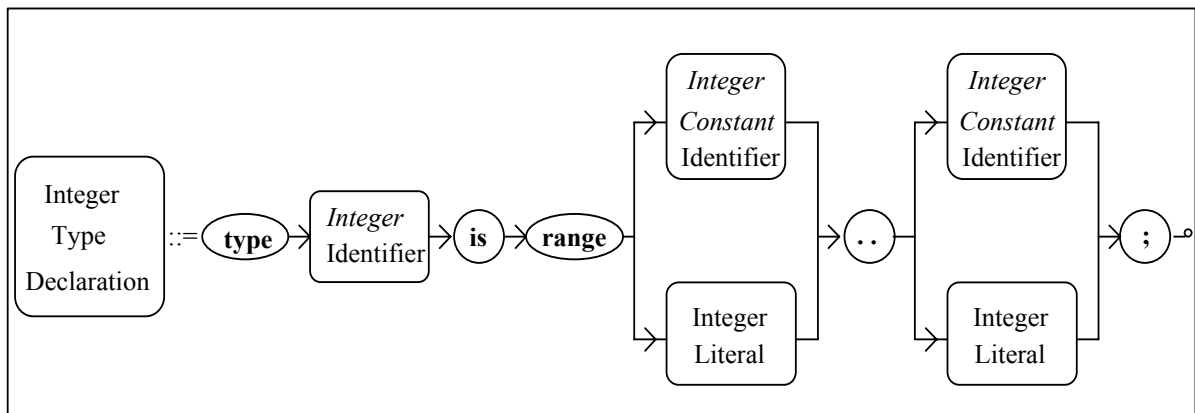 Integer
Type
Declaration
::=
type
Integer
Identifier
is
range
Integer
Constant
Identifier
Integer
Literal
. .
Integer
Constant
Identifier
Integer
Literal
;